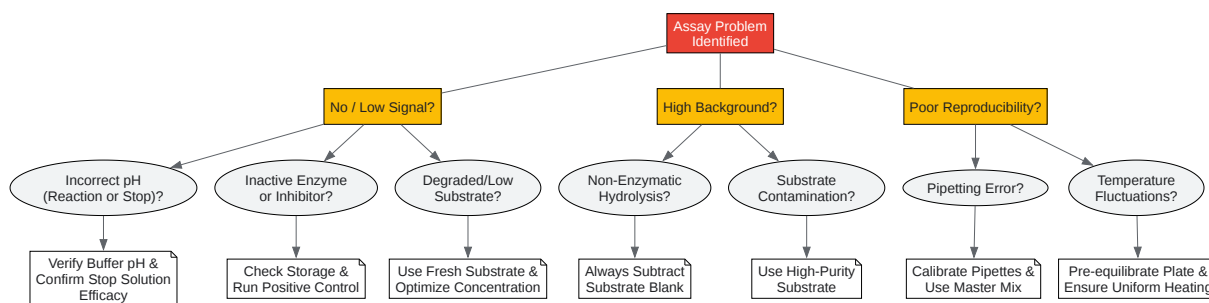 Assay Problem
Identified
No / Low Signal?
High Background?
Poor Reproducibility?
Incorrect pH
(Reaction or Stop)?
Inactive Enzyme
or Inhibitor?
Degraded/Low
Substrate?
Non-Enzymatic
Hydrolysis?
Substrate
Contamination?
Pipetting Error?
Temperature
Fluctuations?
Verify Buffer pH &
Confirm Stop Solution
Efficacy
Check Storage &
Run Positive Control
Use Fresh Substrate &
Optimize Concentration
Always Subtract
Substrate Blank
Use High-Purity
Substrate
Calibrate Pipettes &
Use Master Mix
Pre-equilibrate Plate &
Ensure Uniform Heating